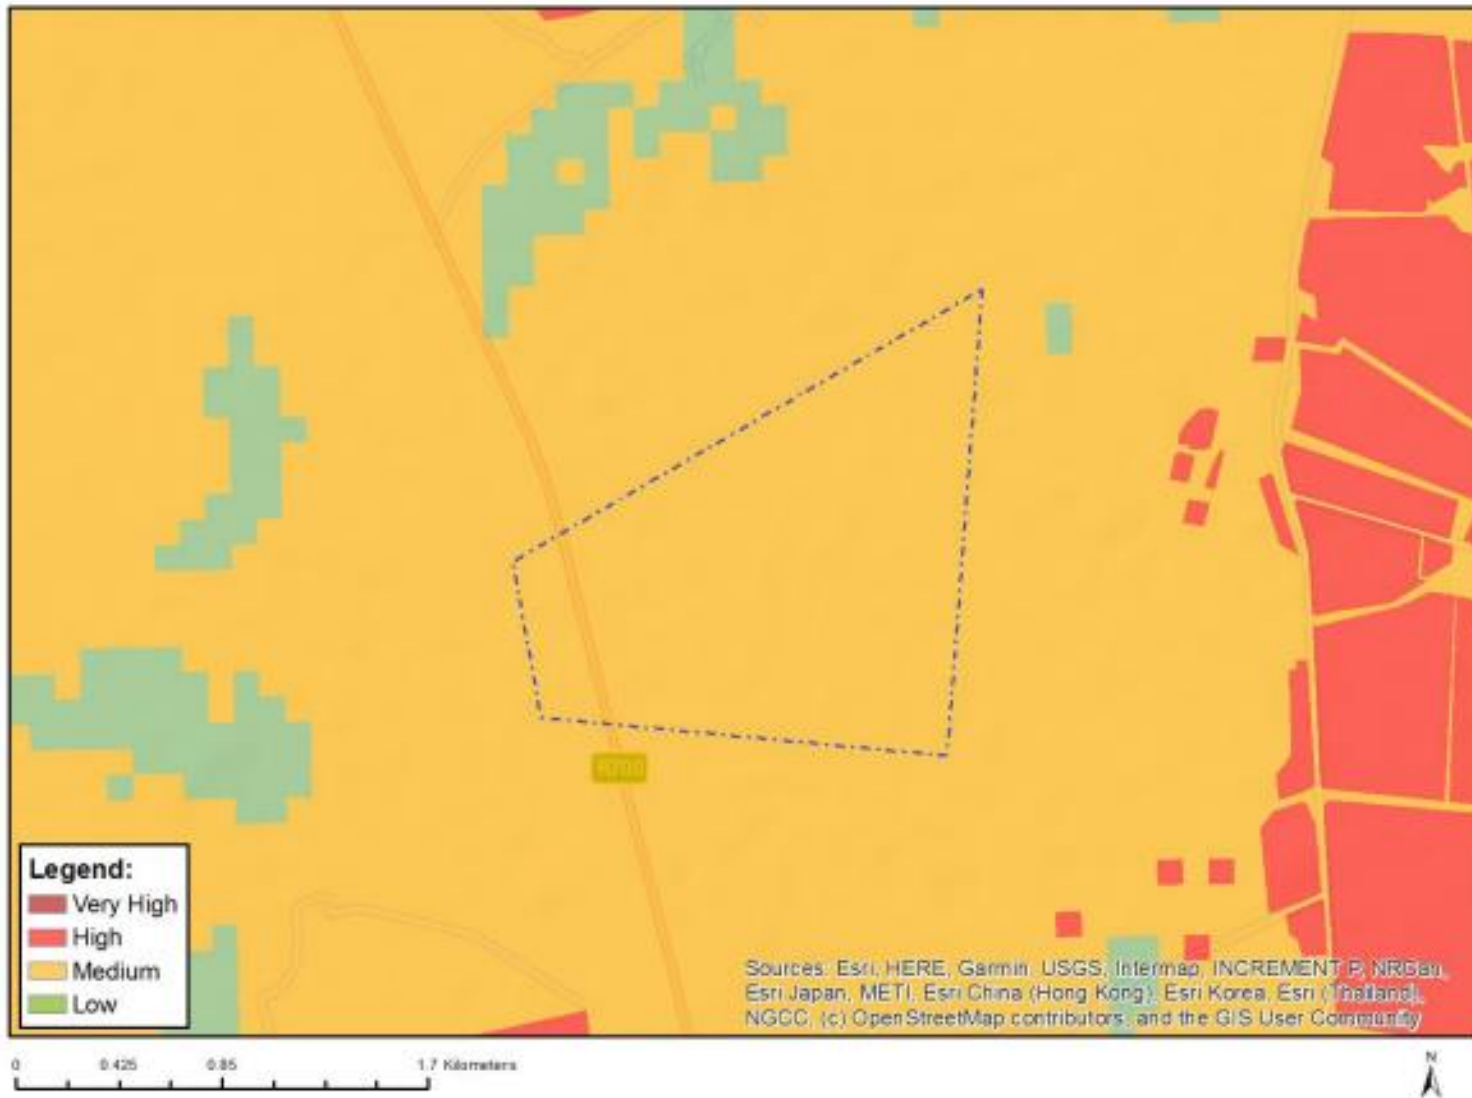 Legend:
Very High
High
Medium
Low
Sources: Esri, HERE, Garmin, USGS, Intermap, INCREMENT P, NRCan,
Esri Japan, METI, Esri China (Hong Kong), Esri Korea, Esri (Thailand),
NGCC, (c) OpenStreetMap contributors, and the GIS User Community
0 0.425 0.85 1.7 Kilometers
N